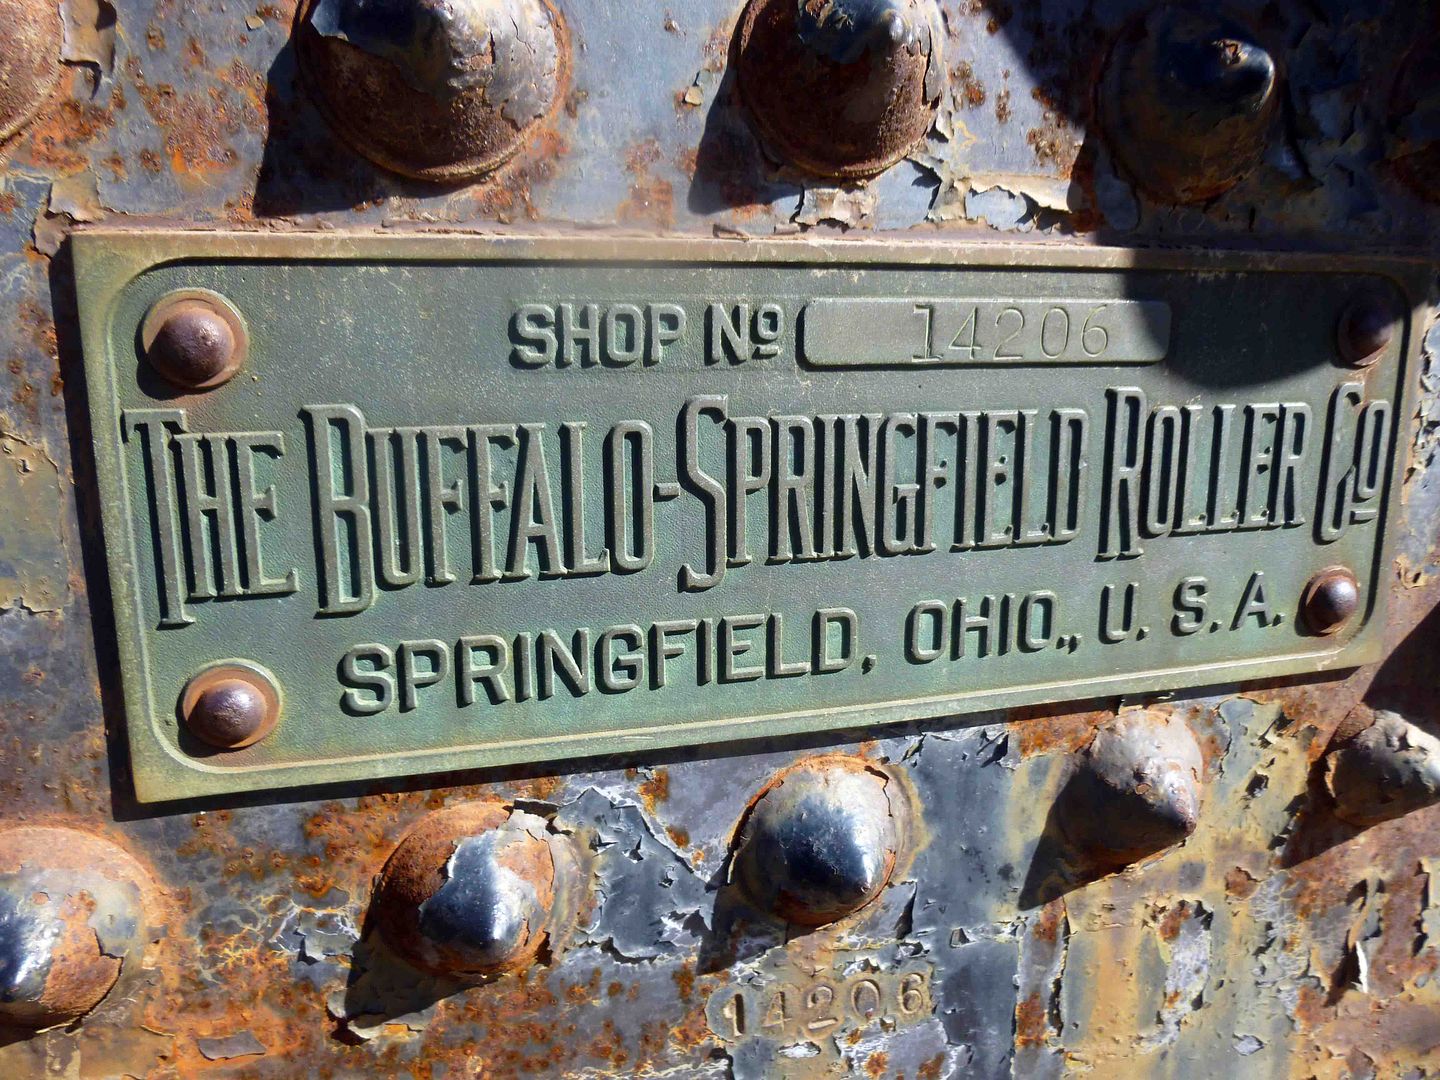 SHOP Nº 14206
THE BUFFALO-SPRINGFIELD ROLLER Cº
SPRINGFIELD, OHIO., U.S.A.
14206